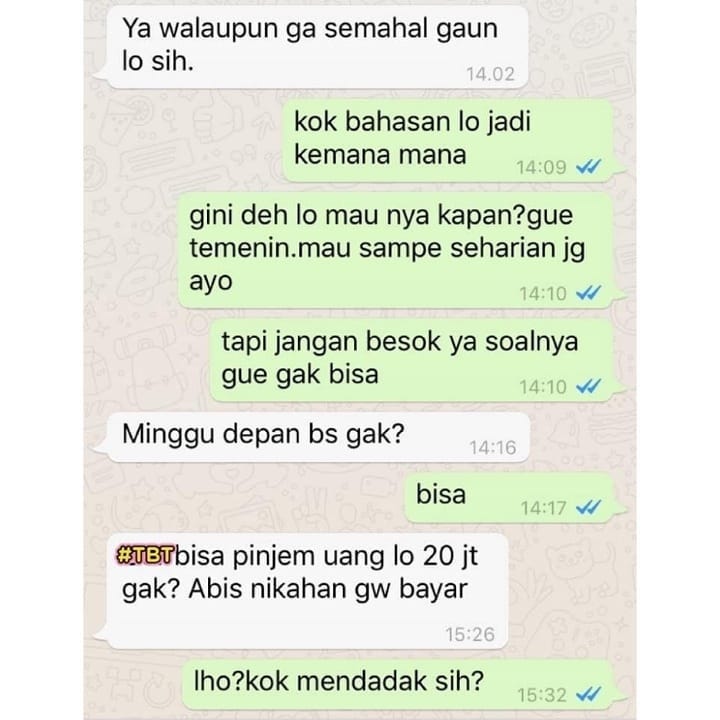 Ya walaupun ga semahal gaun
lo sih.
14.02
kok bahasan lo jadi
kemana mana
14:09
gini deh lo mau nya kapan?gue
temenin.mau sampe seharian jg
ayo
14:10
tapi jangan besok ya soalnya
gue gak bisa
14:10
Minggu depan bs gak?
14:16
bisa
14:17
#TBTbisa pinjem uang lo 20 jt
gak? Abis nikahan gw bayar
15:26
lho?kok mendadak sih?
15:32